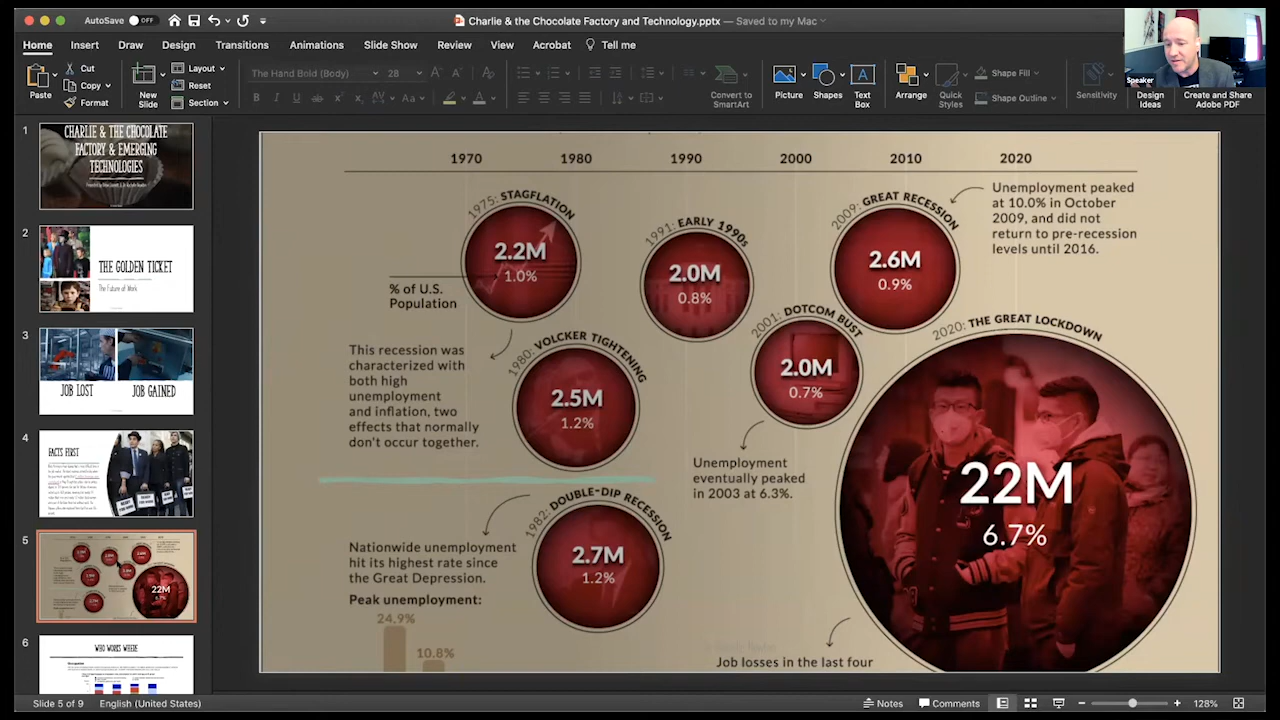 AutoSave OFF
Charlie & the Chocolate Factory and Technology.pptx — Saved to my Mac
Home Insert Draw Design Transitions Animations Slide Show Review View Acrobat Tell me
Paste
Cut
Copy
Format
New
Slide
Layout
Reset
Section
The Hand Bold (Body) 28
Convert to
SmartArt
Picture
Shapes
Text
Box
Arrange
Quick
Styles
Shape Fill
Shape Outline
Sensitivity
Design
Ideas
Create and Share
Adobe PDF
Speaker
1
CHARLIE & THE CHOCOLATE
FACTORY & EMERGING
TECHNOLOGIES
2
THE GOLDEN TICKET
The Future of Work
3
JOB LOST
JOB GAINED
4
FACTS FIRST
5
6
WHO WORKS WHERE
1970 1980 1990 2000 2010 2020
1975: STAGFLATION
2.2M
1.0%
% of U.S.
Population
This recession was
characterized with
both high
unemployment
and inflation, two
effects that normally
don't occur together.
1980: VOLCKER TIGHTENING
2.5M
1.2%
1982: DOUBLE-DIP RECESSION
2.7M
1.2%
Nationwide unemployment
hit its highest rate since
the Great Depression.
Peak unemployment:
24.9%
10.8%
1991: EARLY 1990s
2.0M
0.8%
2001: DOTCOM BUST
2.0M
0.7%
Unemployment
eventually peaked
in 2003 at 6.3%.
2009: GREAT RECESSION
2.6M
0.9%
Unemployment peaked
at 10.0% in October
2009, and did not
return to pre-recession
levels until 2016.
2020: THE GREAT LOCKDOWN
22M
6.7%
Job losses in the last four
Slide 5 of 9 English (United States)
Notes Comments 128%